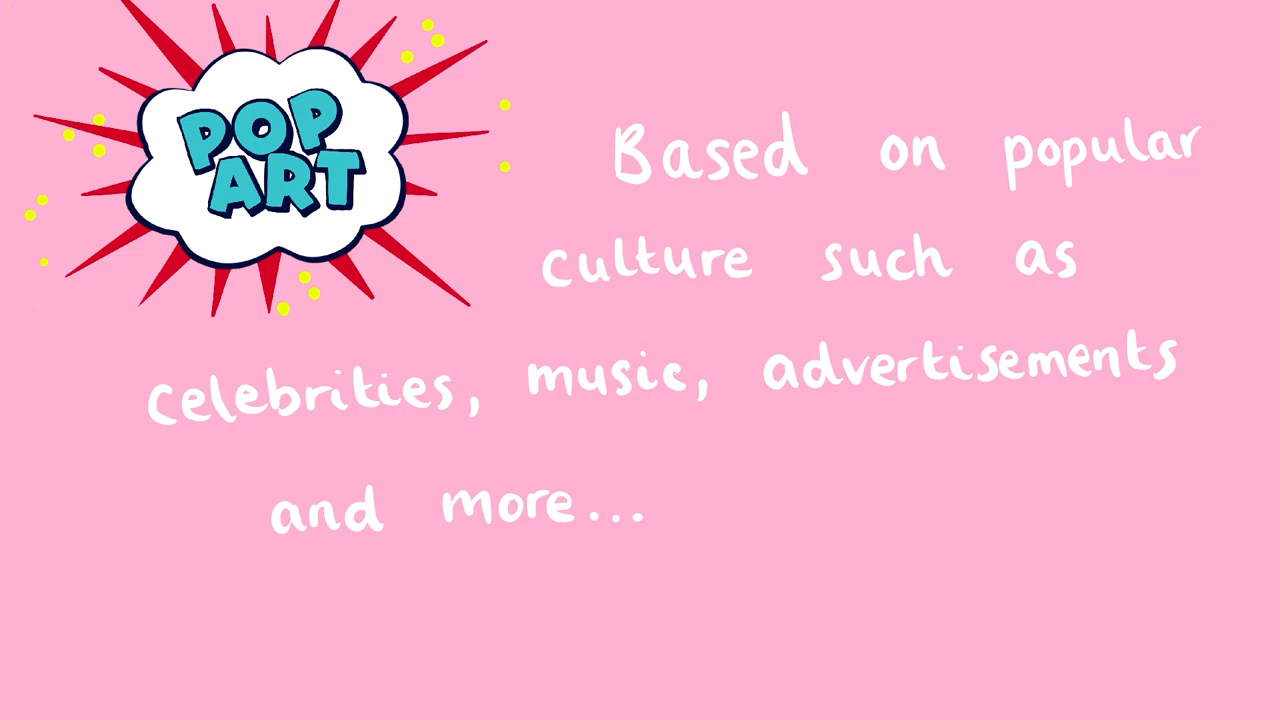 POP
ART
Based on popular
culture such as
celebrities, music, advertisements
and more...